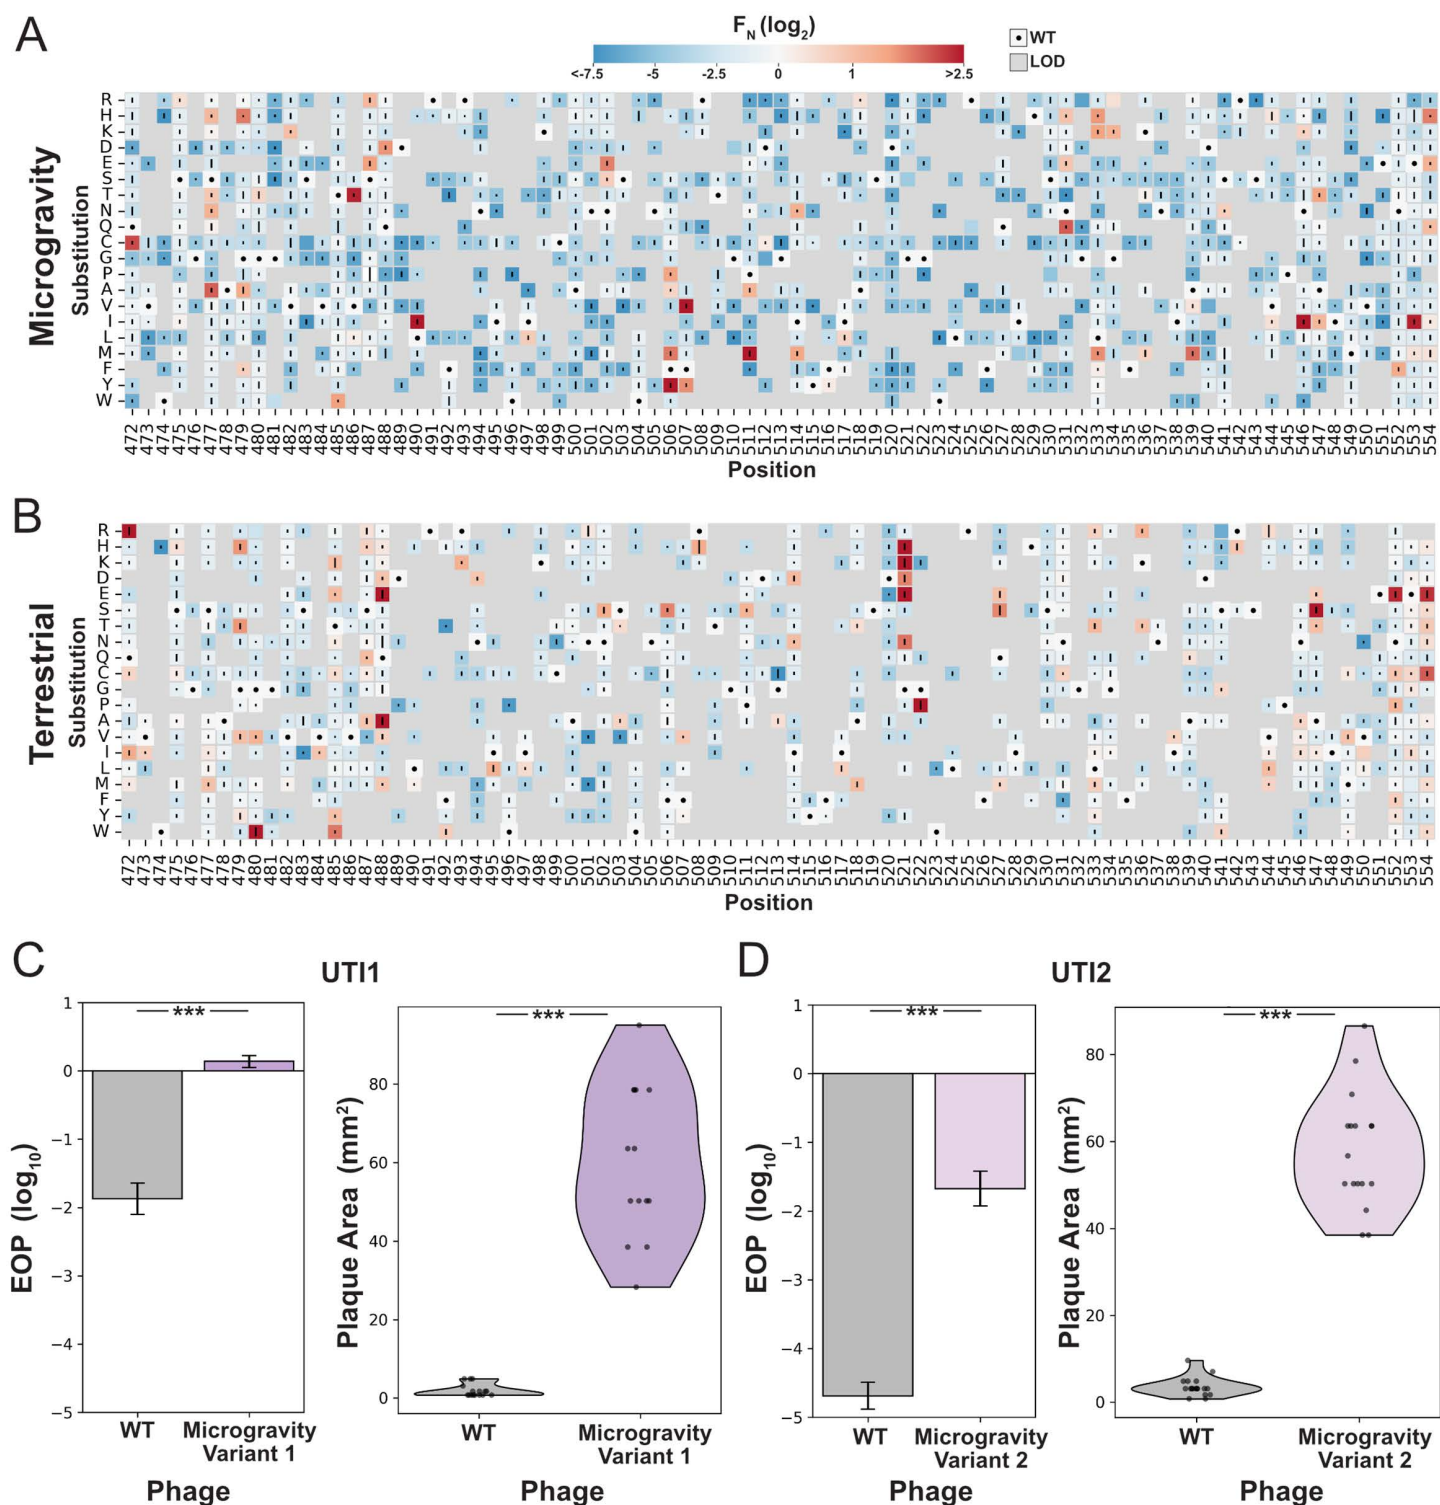 A
F_N (log_2)
<-7.5 -5 -2.5 0 1 >2.5
WT
LOD
Microgravity
Substitution
R
H
K
D
E
S
T
N
Q
C
G
P
A
V
I
L
M
F
Y
W
472 473 474 475 476 477 478 479 480 481 482 483 484 485 486 487 488 489 490 491 492 493 494 495 496 497 498 499 500 501 502 503 504 505 506 507 508 509 510 511 512 513 514 515 516 517 518 519 520 521 522 523 524 525 526 527 528 529 530 531 532 533 534 535 536 537 538 539 540 541 542 543 544 545 546 547 548 549 550 551 552 553 554
Position
B
Terrestrial
Substitution
R
H
K
D
E
S
T
N
Q
C
G
P
A
V
I
L
M
F
Y
W
472 473 474 475 476 477 478 479 480 481 482 483 484 485 486 487 488 489 490 491 492 493 494 495 496 497 498 499 500 501 502 503 504 505 506 507 508 509 510 511 512 513 514 515 516 517 518 519 520 521 522 523 524 525 526 527 528 529 530 531 532 533 534 535 536 537 538 539 540 541 542 543 544 545 546 547 548 549 550 551 552 553 554
Position
C
UTI1
EOP (log_10)
1
0
−1
−2
−3
−4
−5
***
WT
Microgravity
Variant 1
Phage
Plaque Area (mm²)
80
60
40
20
0
***
WT
Microgravity
Variant 1
Phage
D
UTI2
EOP (log_10)
1
0
−1
−2
−3
−4
−5
***
WT
Microgravity
Variant 2
Phage
Plaque Area (mm²)
80
60
40
20
0
***
WT
Microgravity
Variant 2
Phage